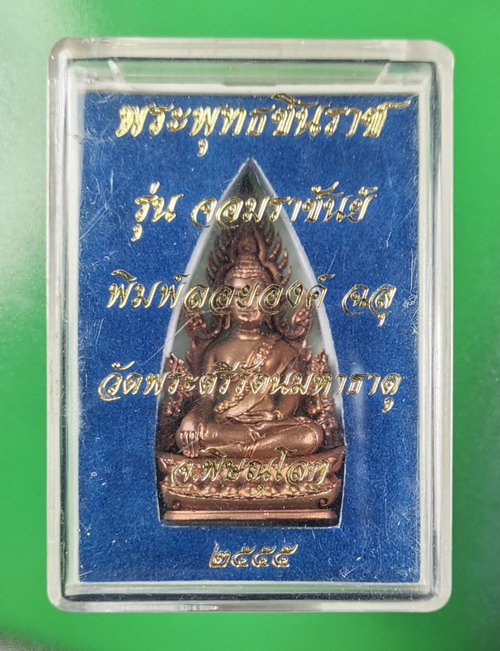 พระพุทธชินราช
รุ่น จอมราชันย์
พิมพ์ลอยองค์ ฉลุ
วัดพระศรีรัตนมหาธาตุ
จ.พิษณุโลก
๒๕๕๕